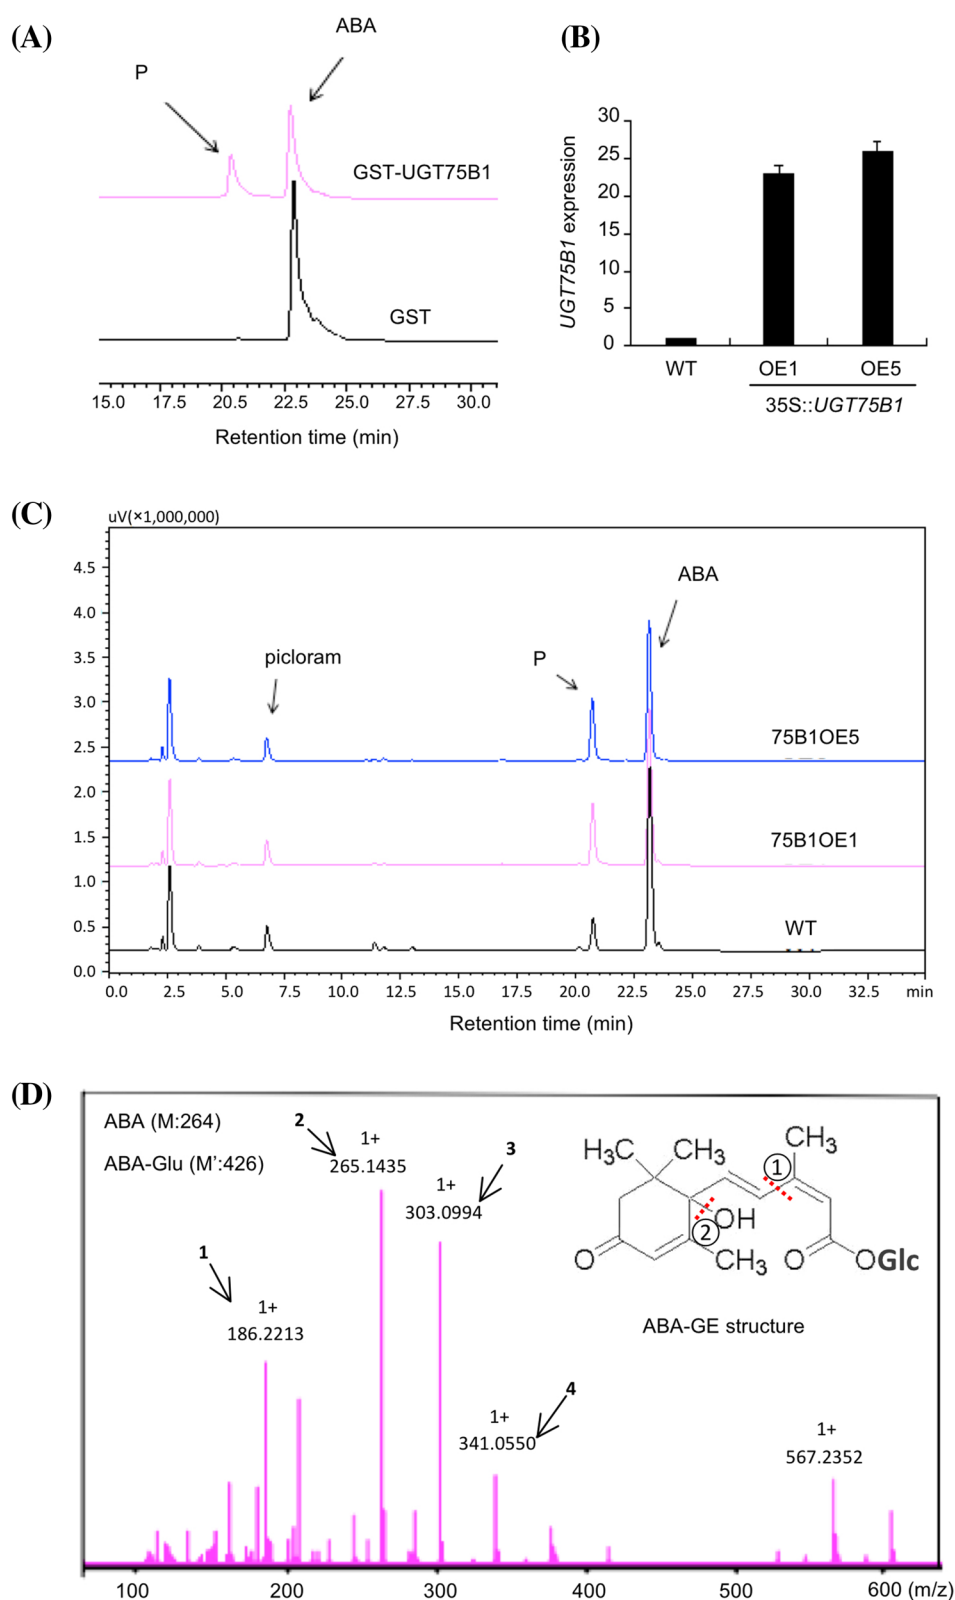 (A)
ABA
P
GST-UGT75B1
GST
15.0 17.5 20.5 22.5 25.0 27.5 30.0
Retention time (min)
(B)
UGT75B1 expression
30
25
20
15
10
5
0
WT OE1 OE5
35S::UGT75B1
(C)
uV(×1,000,000)
4.5
4.0
3.5
3.0
2.5
2.0
1.5
1.0
0.5
0.0
ABA
picloram
P
75B1OE5
75B1OE1
WT
0.0 2.5 5.0 7.5 10.0 12.5 15.0 17.5 20.0 22.5 25.0 27.5 30.0 32.5 min
Retention time (min)
(D)
ABA (M:264)
ABA-Glu (M':426)
2
1+
265.1435
3
1+
303.0994
1
1+
186.2213
4
1+
341.0550
1+
567.2352
CH3
H3C CH3
1
OH
2
O CH3 O OGlc
ABA-GE structure
100 200 300 400 500 600 (m/z)